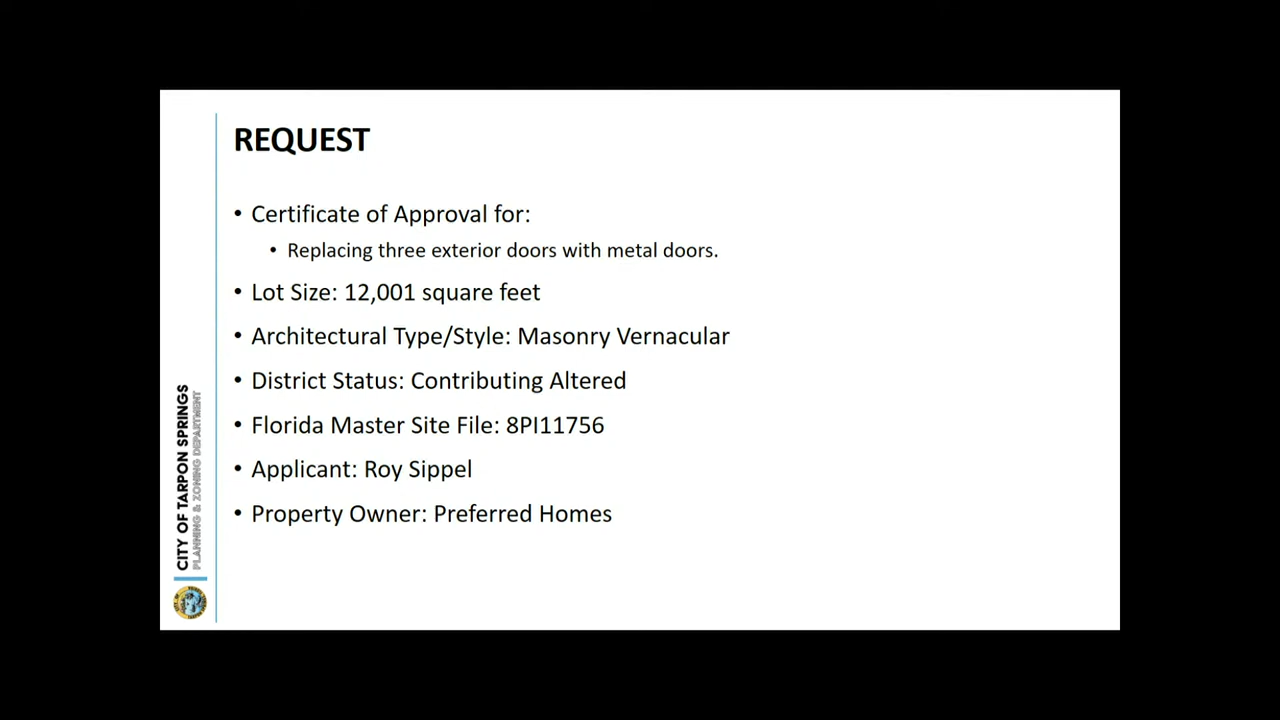 REQUEST
• Certificate of Approval for:
• Replacing three exterior doors with metal doors.
• Lot Size: 12,001 square feet
• Architectural Type/Style: Masonry Vernacular
• District Status: Contributing Altered
• Florida Master Site File: 8PI11756
• Applicant: Roy Sippel
• Property Owner: Preferred Homes
CITY OF TARPON SPRINGS
PLANNING & ZONING DEPARTMENT